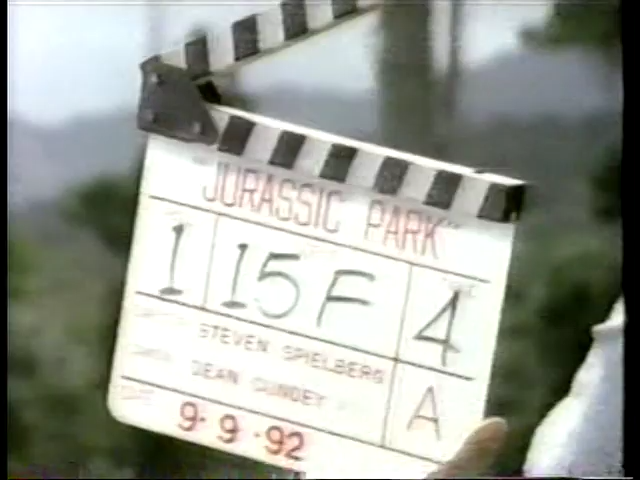 "JURASSIC PARK"
1 15F 4
STEVEN SPIELBERG
DEAN CUNDEY A
9·9·92